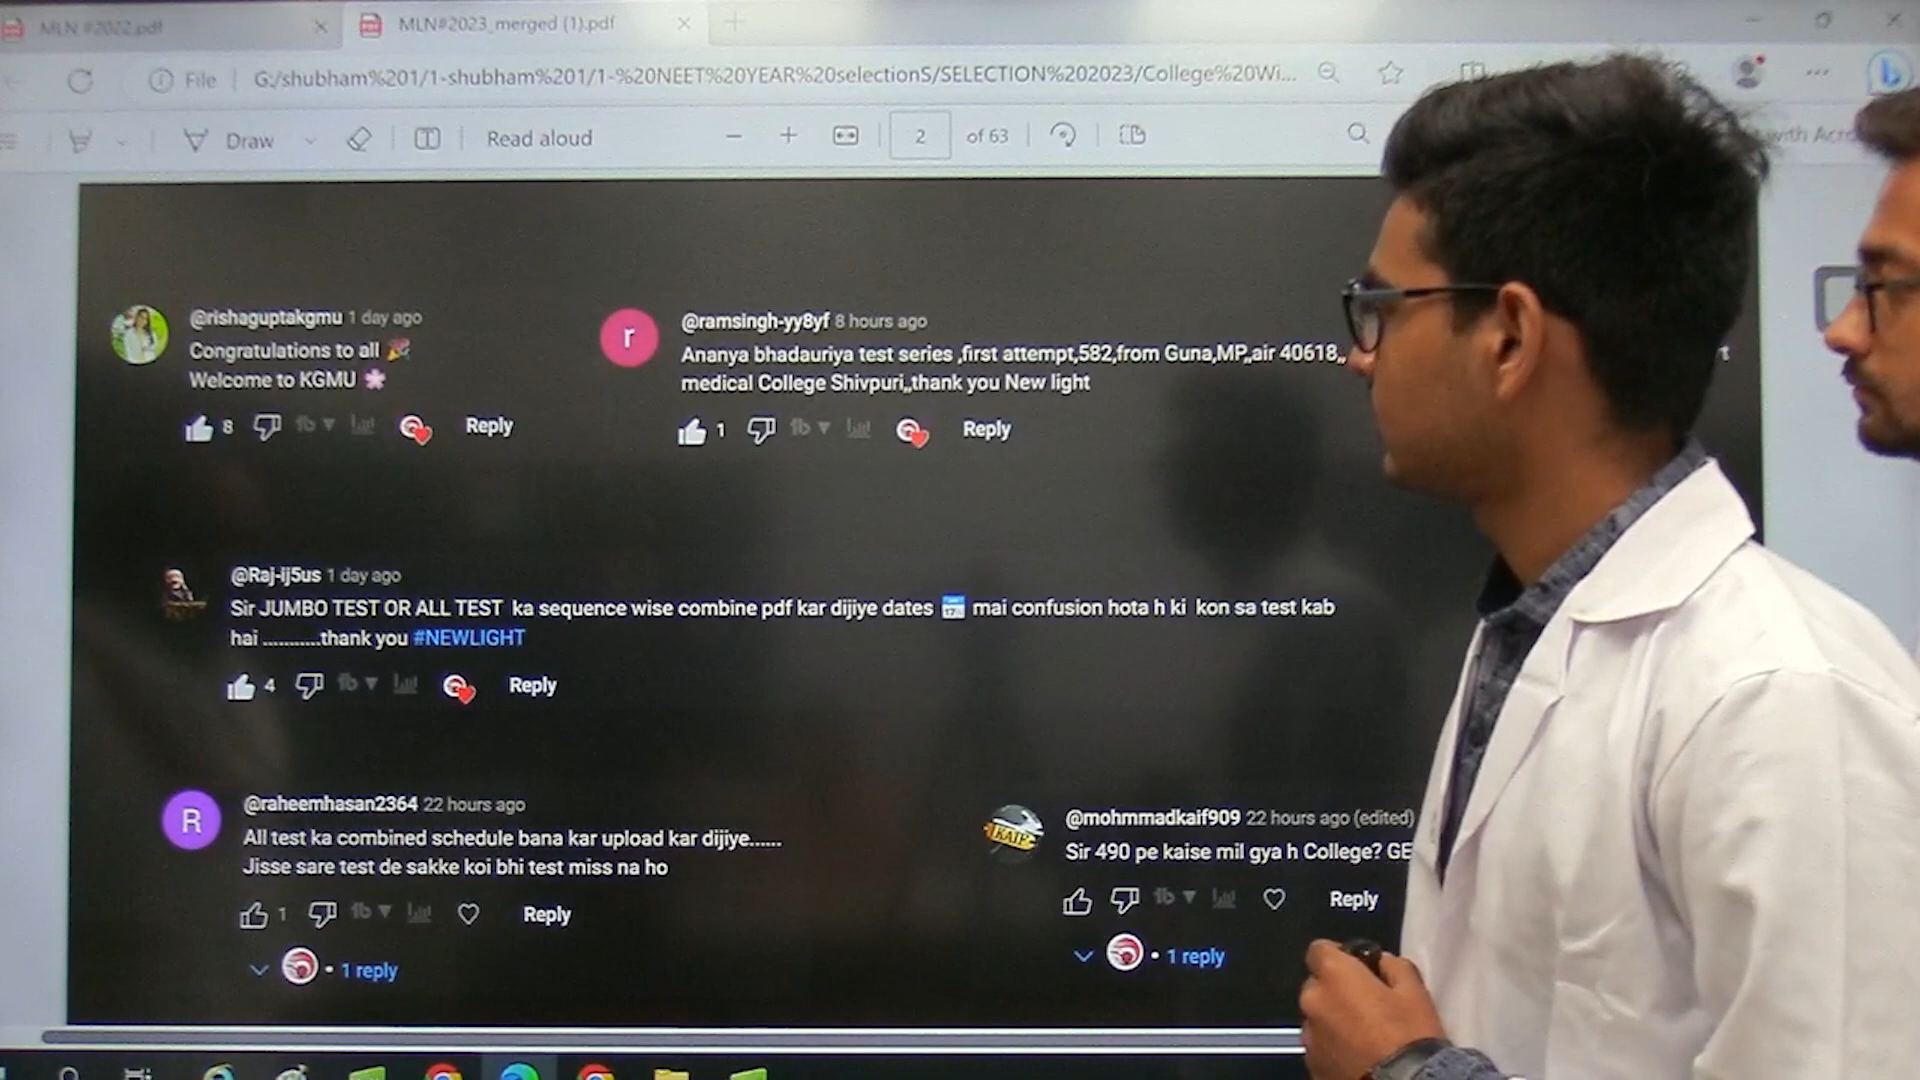 MLN #2022.pdf
MLN#2023_merged (1).pdf
File
G:/shubham%201/1-shubham%201/1-%20NEET%20YEAR%20selectionS/SELECTION%202023/College%20Wi...
Draw
Read aloud
2
of 63
with Acro
@rishaguptakgmu 1 day ago
Congratulations to all 🎉
Welcome to KGMU 🌸
8
Reply
r
@ramsingh-yy8yf 8 hours ago
Ananya bhadauriya test series ,first attempt,582,from Guna,MP,,air 40618,,
medical College Shivpuri,,thank you New light
1
Reply
@Raj-ij5us 1 day ago
Sir JUMBO TEST OR ALL TEST ka sequence wise combine pdf kar dijiye dates 📅 mai confusion hota h ki kon sa test kab
hai ...........thank you #NEWLIGHT
4
Reply
R
@raheemhasan2364 22 hours ago
All test ka combined schedule bana kar upload kar dijiye......
Jisse sare test de sakke koi bhi test miss na ho
1
Reply
• 1 reply
KAIF
@mohmmadkaif909 22 hours ago (edited)
Sir 490 pe kaise mil gya h College? GE
Reply
• 1 reply